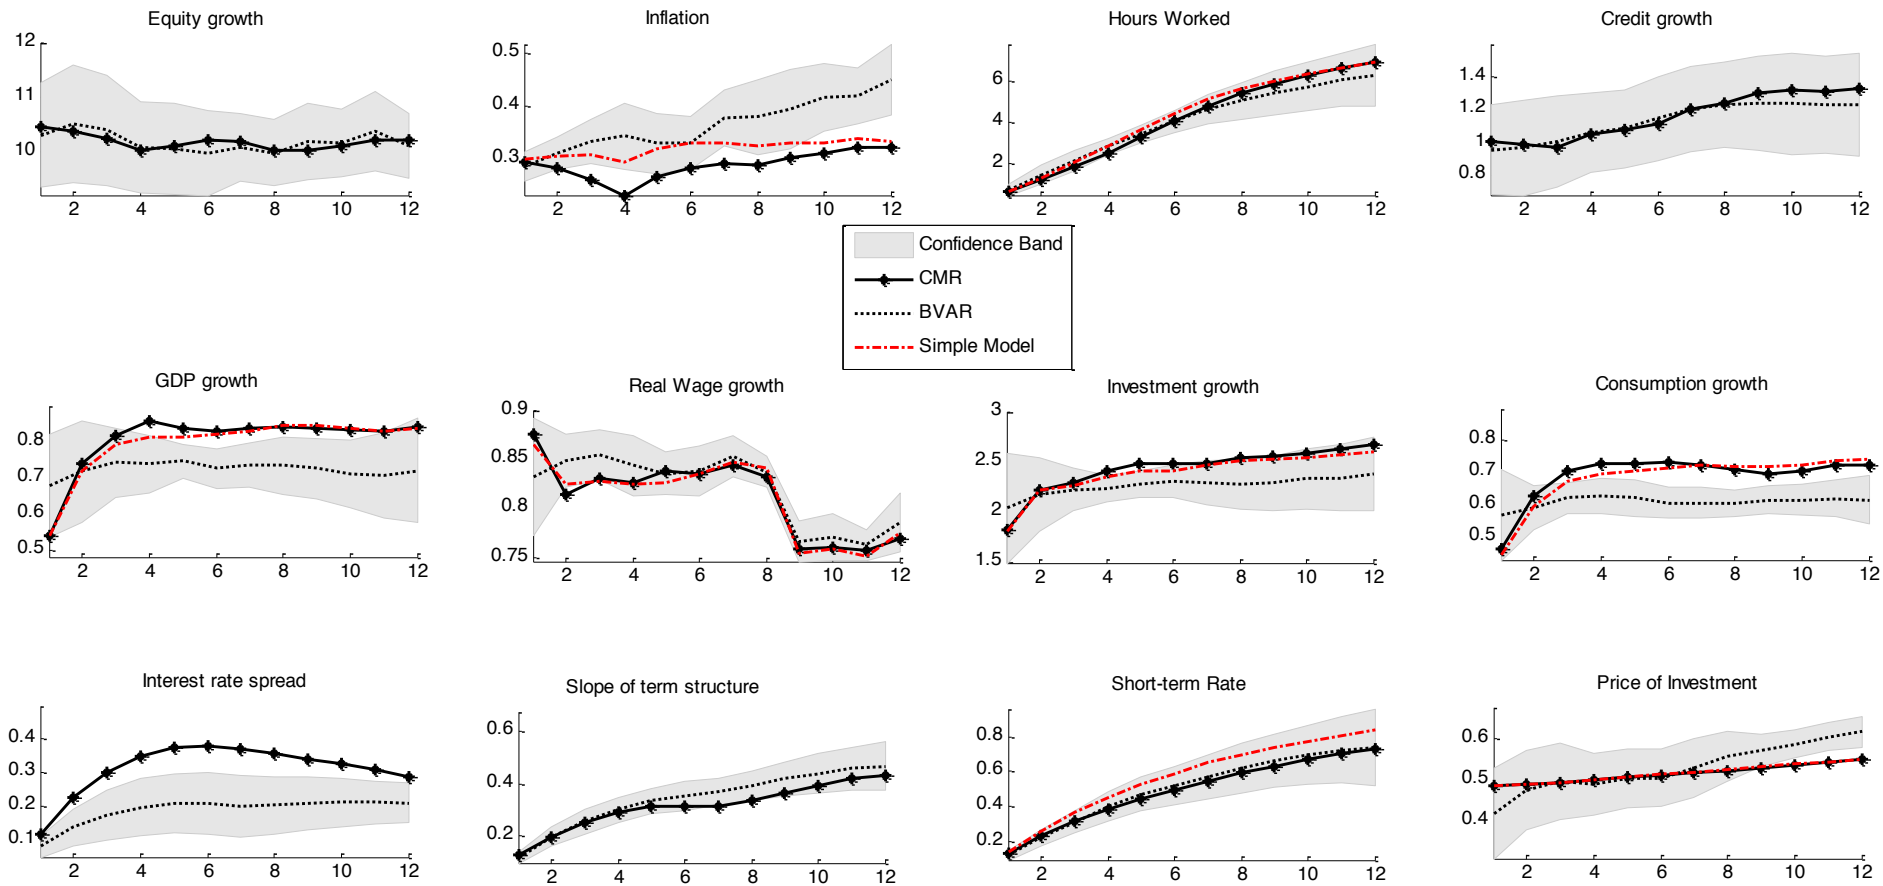 Equity growth
12
11
10
2 4 6 8 10 12
Inflation
0.5
0.4
0.3
2 4 6 8 10 12
Hours Worked
6
4
2
2 4 6 8 10 12
Credit growth
1.4
1.2
1
0.8
2 4 6 8 10 12
Confidence Band
CMR
BVAR
Simple Model
GDP growth
0.8
0.7
0.6
0.5
2 4 6 8 10 12
Real Wage growth
0.9
0.85
0.8
0.75
2 4 6 8 10 12
Investment growth
3
2.5
2
1.5
2 4 6 8 10 12
Consumption growth
0.8
0.7
0.6
0.5
2 4 6 8 10 12
Interest rate spread
0.4
0.3
0.2
0.1
2 4 6 8 10 12
Slope of term structure
0.6
0.4
0.2
2 4 6 8 10 12
Short-term Rate
0.8
0.6
0.4
0.2
2 4 6 8 10 12
Price of Investment
0.6
0.5
0.4
2 4 6 8 10 12